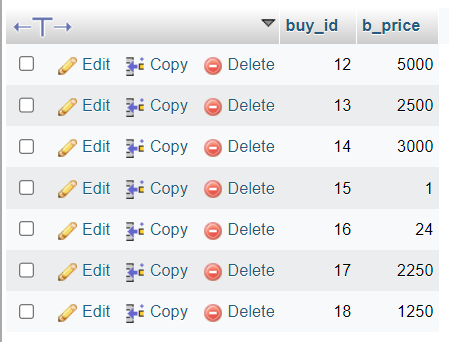 buy_id b_price
Edit Copy Delete 12 5000
Edit Copy Delete 13 2500
Edit Copy Delete 14 3000
Edit Copy Delete 15 1
Edit Copy Delete 16 24
Edit Copy Delete 17 2250
Edit Copy Delete 18 1250